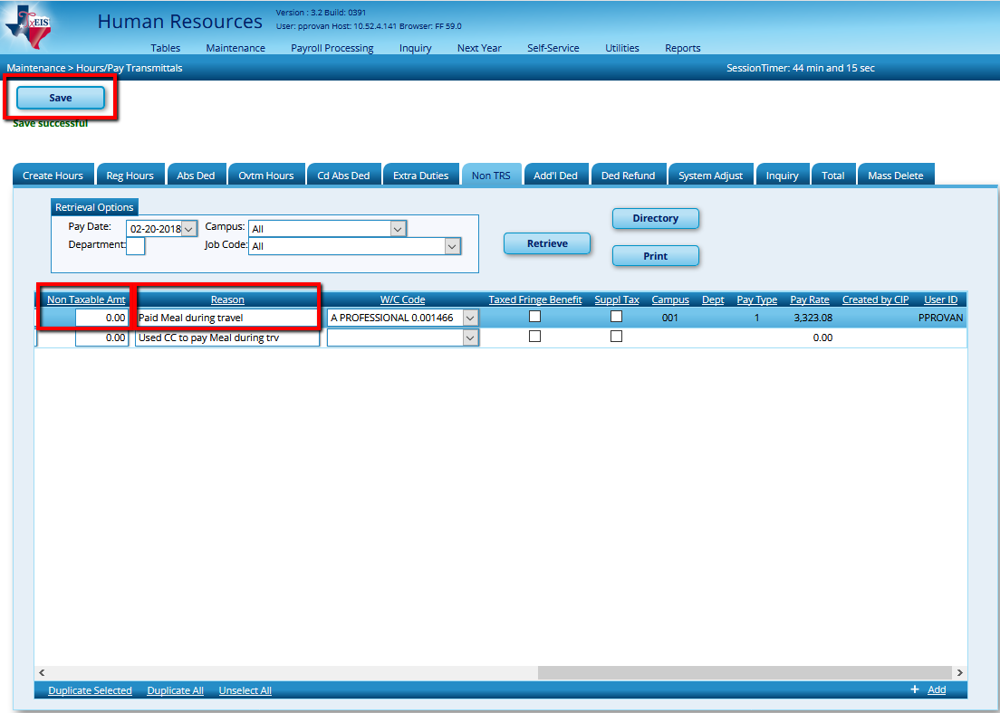 TxEIS
Human Resources
Version : 3.2 Build: 0391
User: pprovan Host: 10.52.4.141 Browser: FF 59.0
Tables Maintenance Payroll Processing Inquiry Next Year Self-Service Utilities Reports
Maintenance > Hours/Pay Transmittals SessionTimer: 44 min and 15 sec
Save
Save successful
Create Hours Reg Hours Abs Ded Ovtm Hours Cd Abs Ded Extra Duties Non TRS Add'l Ded Ded Refund System Adjust Inquiry Total Mass Delete
Retrieval Options
Pay Date: 02-20-2018 Campus: All
Department: Job Code: All
Retrieve
Directory
Print
Non Taxable Amt Reason W/C Code Taxed Fringe Benefit Suppl Tax Campus Dept Pay Type Pay Rate Created by CIP User ID
0.00 Paid Meal during travel A PROFESSIONAL 0.001466 001 1 3,323.08 PPROVAN
0.00 Used CC to pay Meal during trv 0.00
Duplicate Selected Duplicate All Unselect All + Add